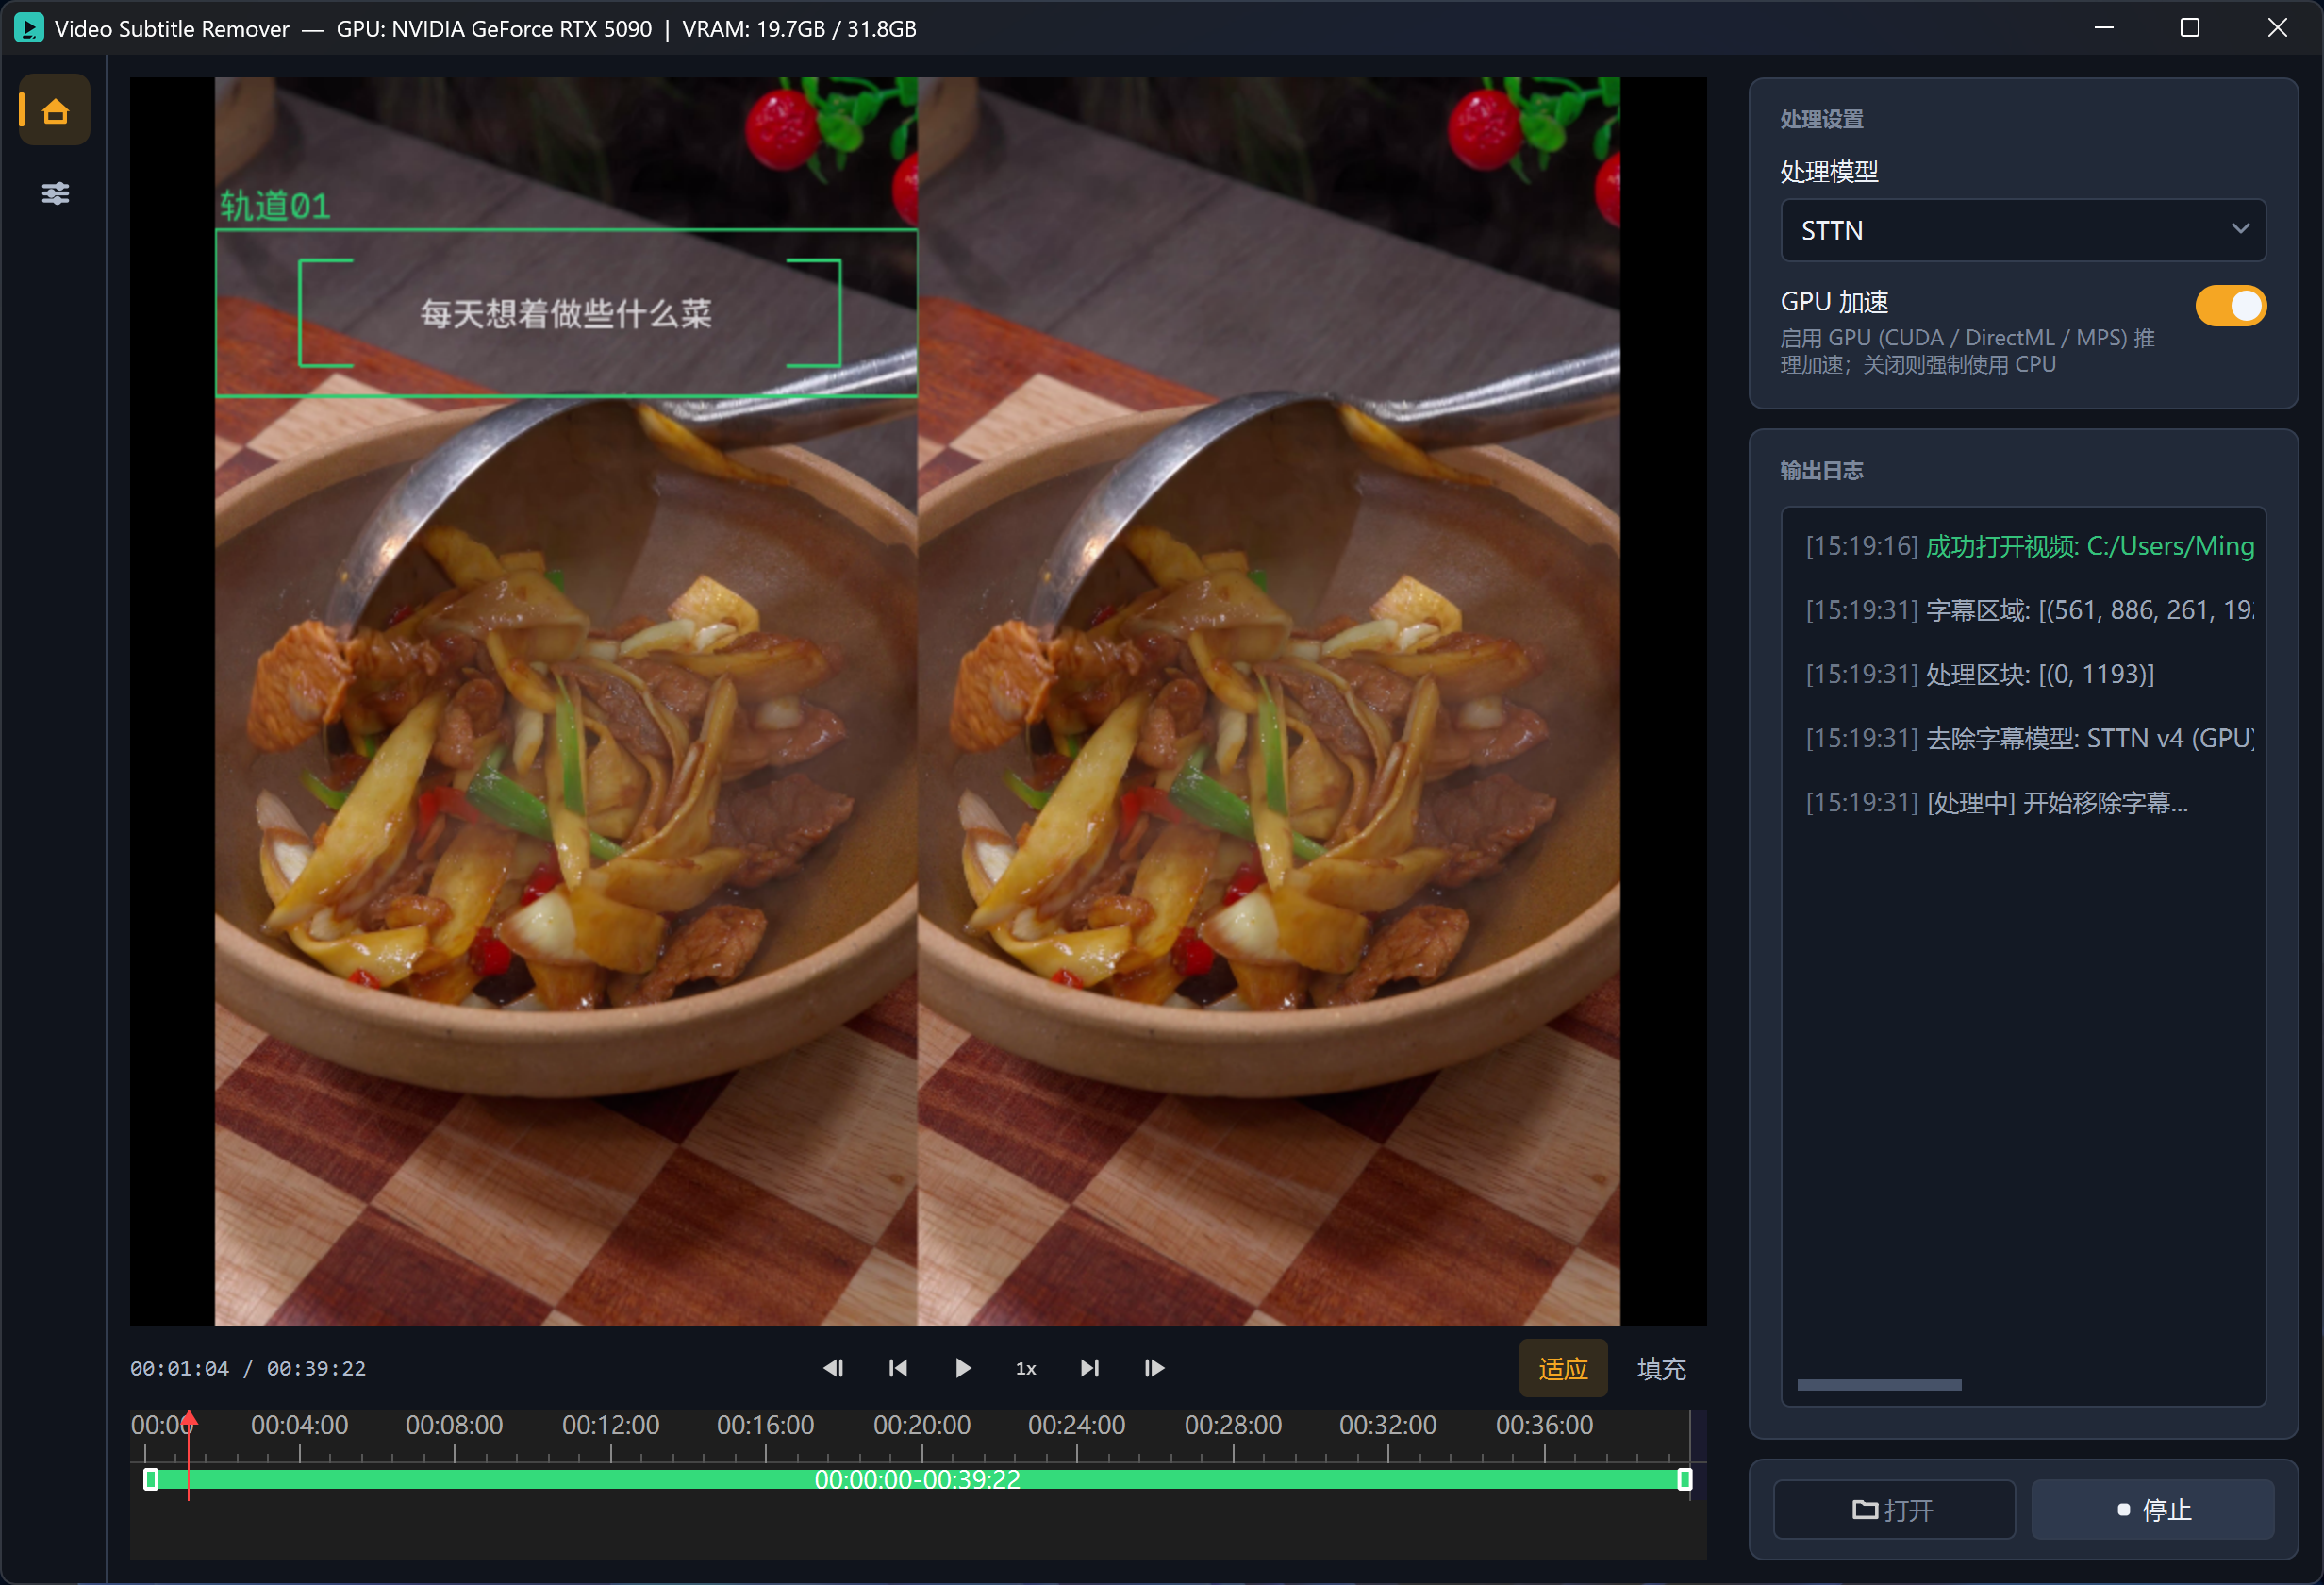 Video Subtitle Remover — GPU: NVIDIA GeForce RTX 5090 | VRAM: 19.7GB / 31.8GB
轨道01
每天想着做些什么菜
处理设置
处理模型
STTN
GPU 加速
启用 GPU (CUDA / DirectML / MPS) 推
理加速；关闭则强制使用 CPU
输出日志
[15:19:16] 成功打开视频: C:/Users/Ming
[15:19:31] 字幕区域: [(561, 886, 261, 19
[15:19:31] 处理区块: [(0, 1193)]
[15:19:31] 去除字幕模型: STTN v4 (GPU)
[15:19:31] [处理中] 开始移除字幕...
00:01:04 / 00:39:22
1x
适应
填充
00:0
00:04:00
00:08:00
00:12:00
00:16:00
00:20:00
00:24:00
00:28:00
00:32:00
00:36:00
00:00:00-00:39:22
打开
停止